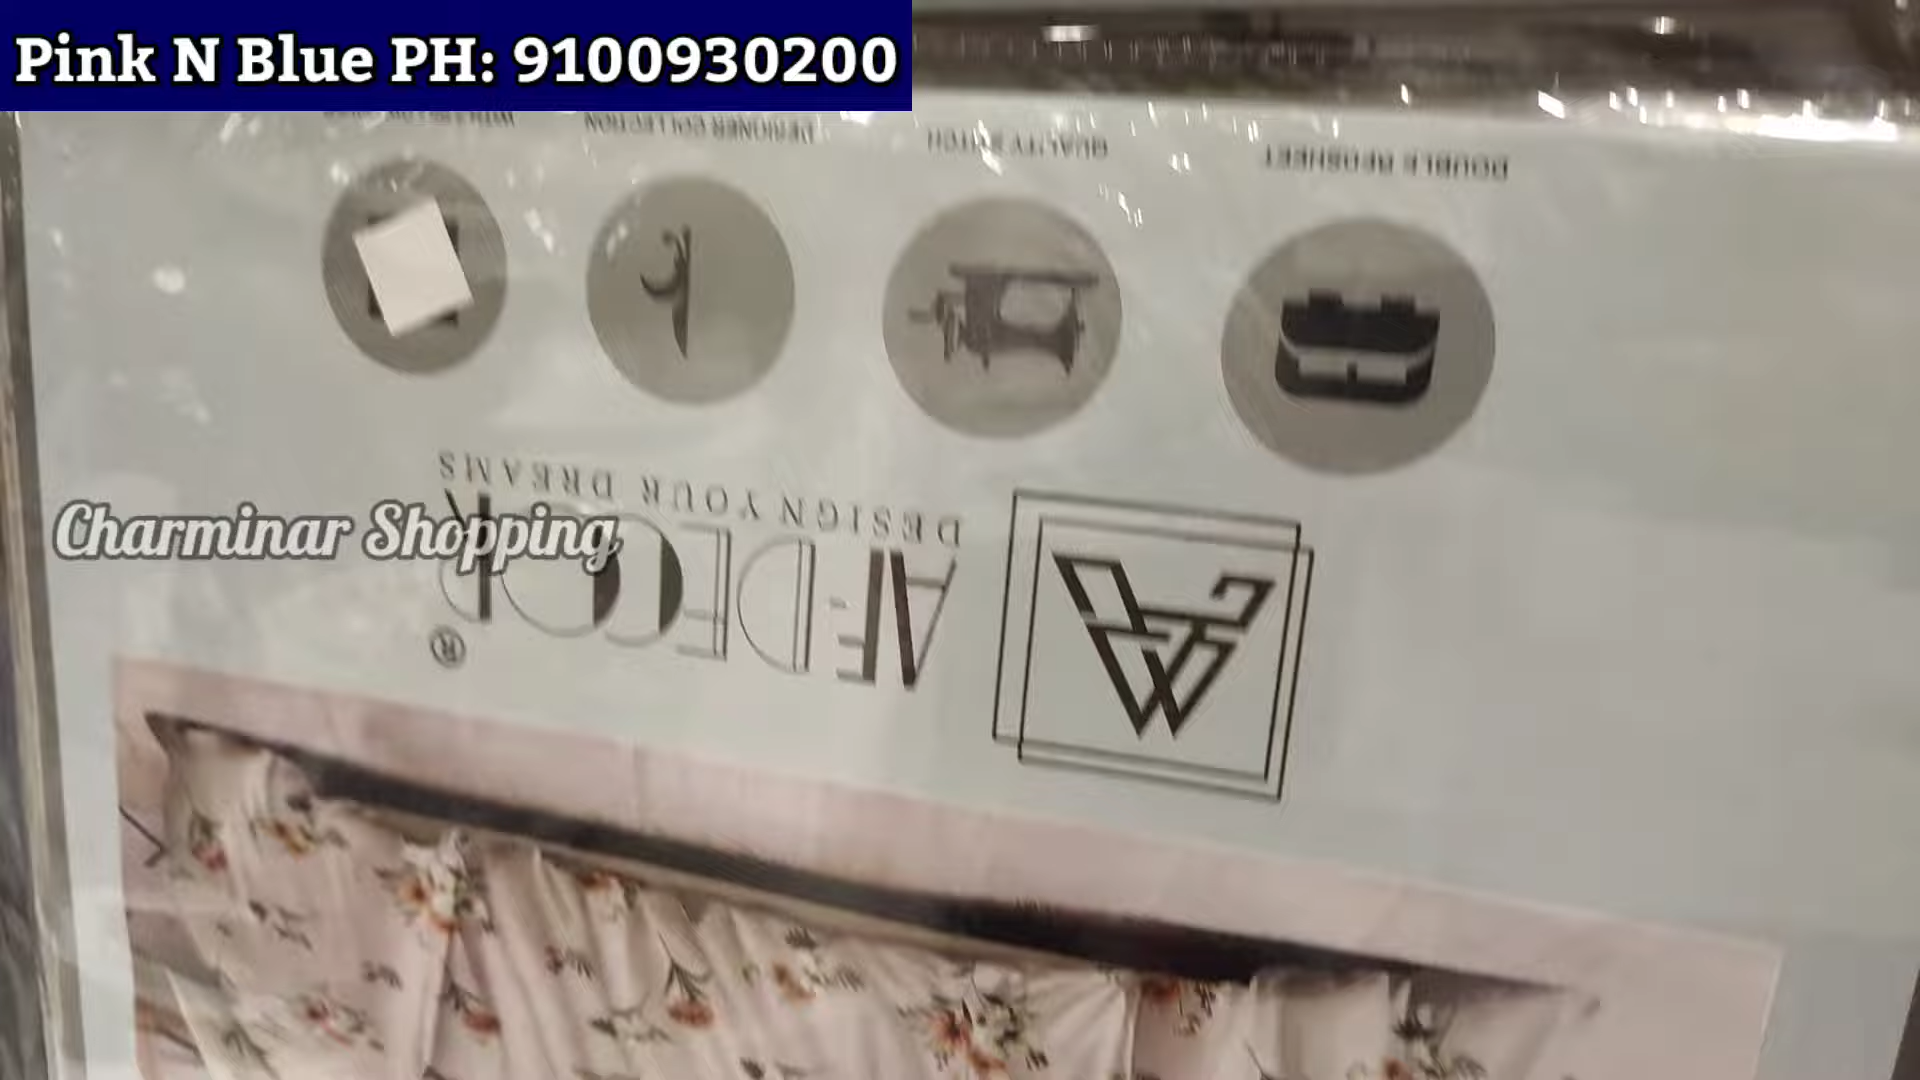 Pink N Blue PH: 9100930200
DOUBLE BEDSHEET
QUALITY STITCH
DESIGNER COLLECTION
Charminar Shopping
AF-DECOR®
DESIGN YOUR DREAMS